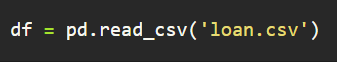 df = pd.read_csv('loan.csv')